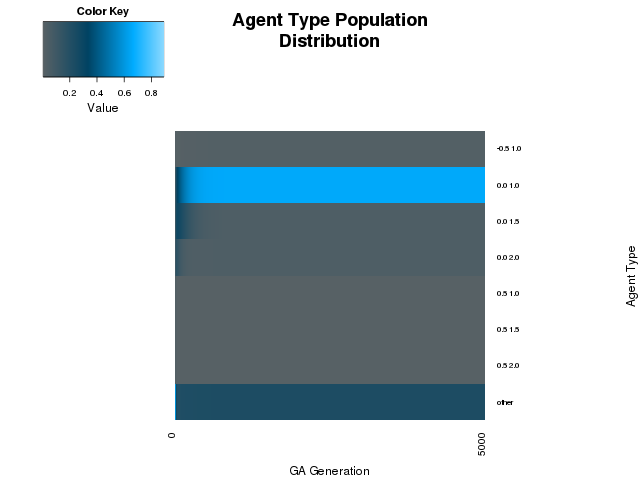 Color Key
0.2 0.4 0.6 0.8
Value
Agent Type Population
Distribution
-0.5 1.0
0.0 1.0
0.0 1.5
0.0 2.0
0.5 1.0
0.5 1.5
0.5 2.0
other
Agent Type
0 5000
GA Generation